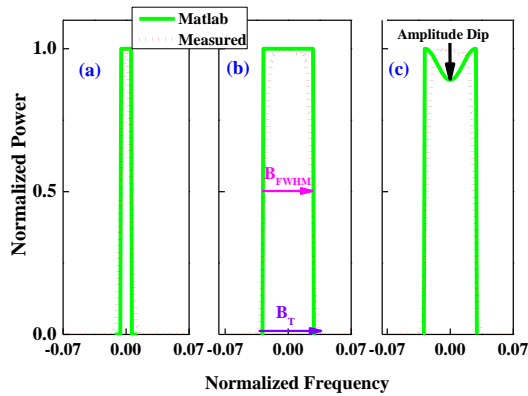 Matlab
Measured
Normalized Power
1.0
0.5
0.0
(a)
(b)
(c)
Amplitude Dip
B_FWHM
B_T
-0.07 0.00 0.07
-0.07 0.00 0.07
-0.07 0.00 0.07
Normalized Frequency